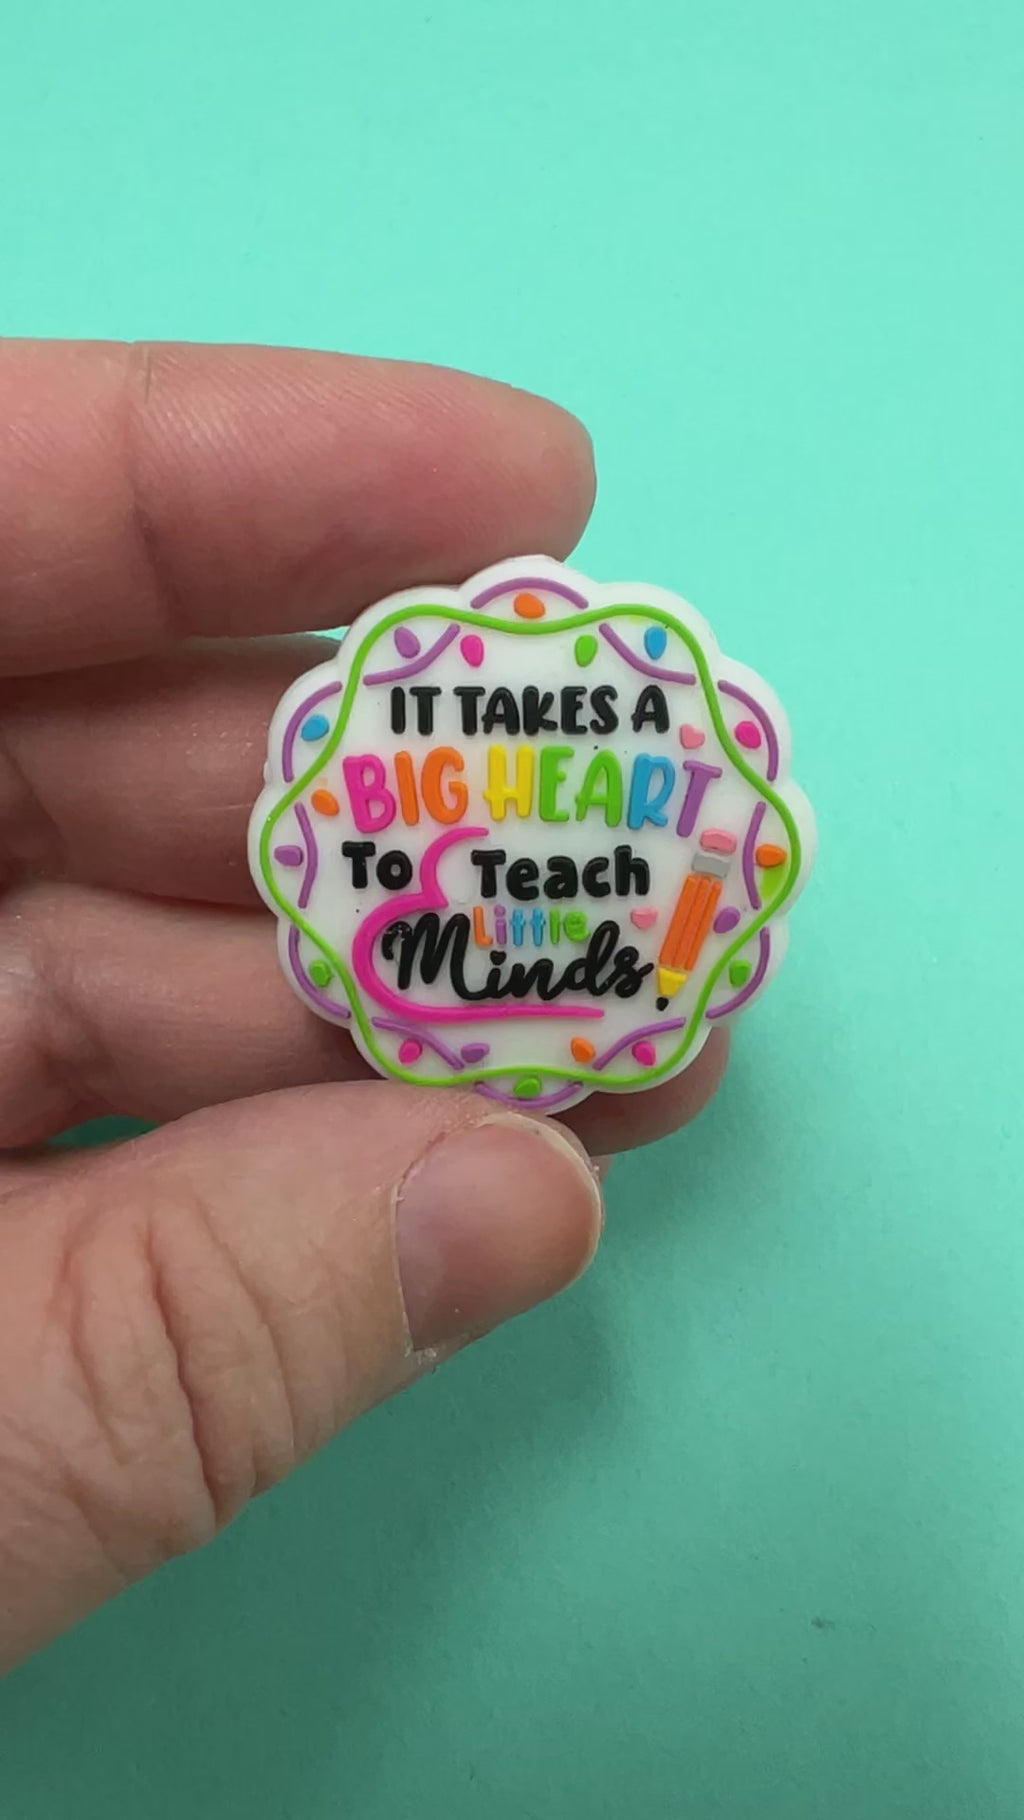 IT TAKES A
BIG HEART
To Teach
Little
Minds